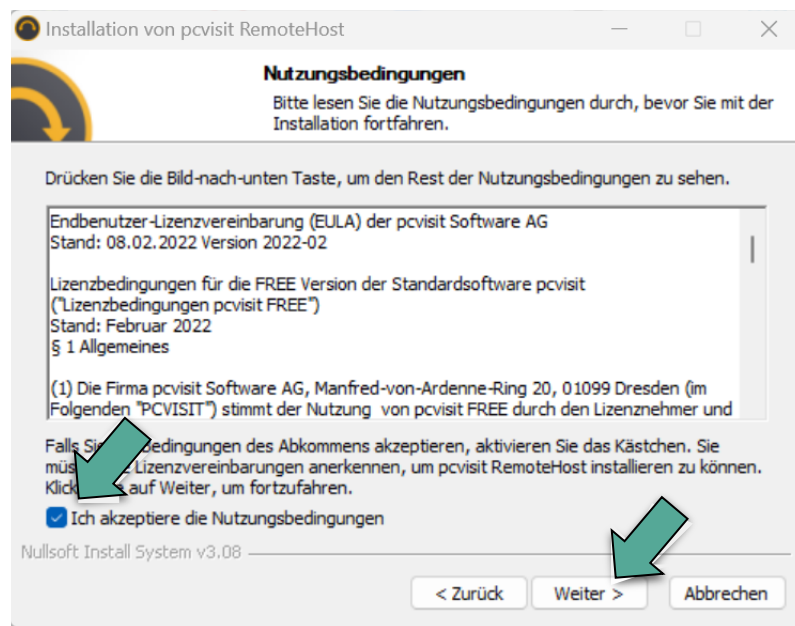 Installation von pcvisit RemoteHost
Nutzungsbedingungen
Bitte lesen Sie die Nutzungsbedingungen durch, bevor Sie mit der
Installation fortfahren.
Drücken Sie die Bild-nach-unten Taste, um den Rest der Nutzungsbedingungen zu sehen.
Endbenutzer-Lizenzvereinbarung (EULA) der pcvisit Software AG
Stand: 08.02.2022 Version 2022-02
Lizenzbedingungen für die FREE Version der Standardsoftware pcvisit
("Lizenzbedingungen pcvisit FREE")
Stand: Februar 2022
§ 1 Allgemeines
(1) Die Firma pcvisit Software AG, Manfred-von-Ardenne-Ring 20, 01099 Dresden (im
Folgenden "PCVISIT") stimmt der Nutzung von pcvisit FREE durch den Lizenznehmer und
Falls Bedingungen des Abkommens akzeptieren, aktivieren Sie das Kästchen. Sie
Lizenzvereinbarungen anerkennen, um pcvisit RemoteHost installieren zu können.
auf Weiter, um fortzufahren.
Ich akzeptiere die Nutzungsbedingungen
Nullsoft Install System v3.08
< Zurück Weiter > Abbrechen